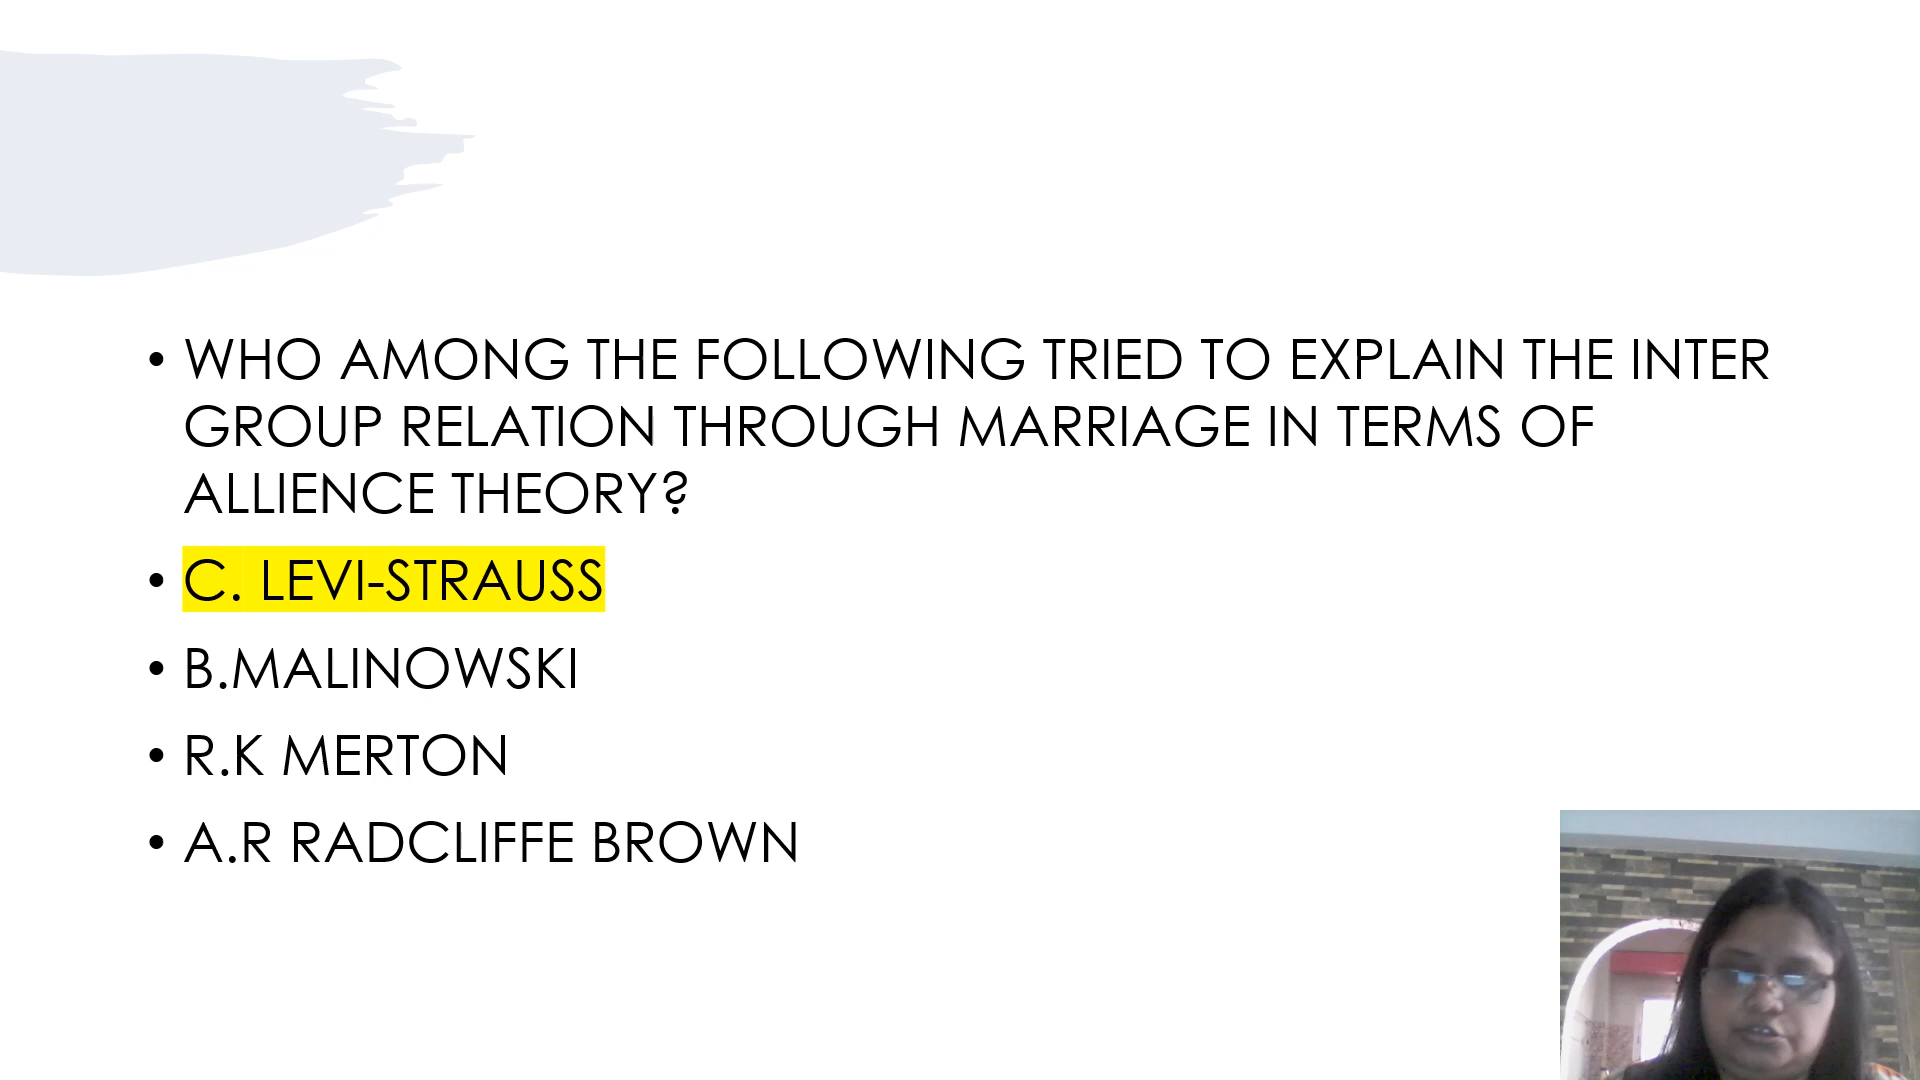 • WHO AMONG THE FOLLOWING TRIED TO EXPLAIN THE INTER
GROUP RELATION THROUGH MARRIAGE IN TERMS OF
ALLIENCE THEORY?
• C. LEVI-STRAUSS
• B.MALINOWSKI
• R.K MERTON
• A.R RADCLIFFE BROWN